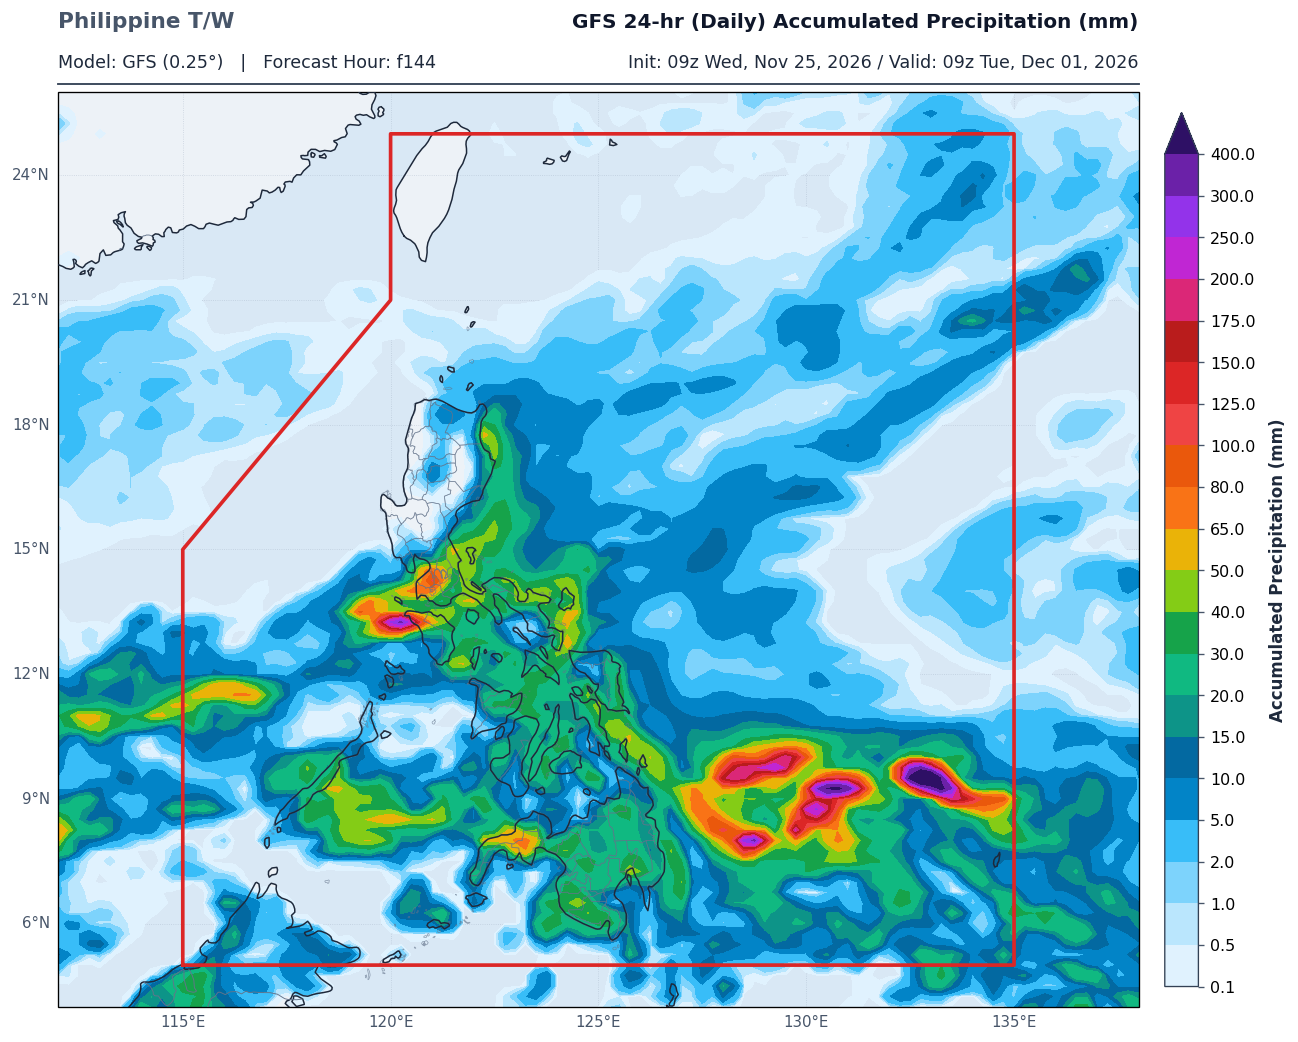 Philippine T/W
GFS 24-hr (Daily) Accumulated Precipitation (mm)
Model: GFS (0.25°)   |   Forecast Hour: f144
Init: 09z Wed, Nov 25, 2026 / Valid: 09z Tue, Dec 01, 2026
24°N
21°N
18°N
15°N
12°N
9°N
6°N
115°E
120°E
125°E
130°E
135°E
400.0
300.0
250.0
200.0
175.0
150.0
125.0
100.0
80.0
65.0
50.0
40.0
30.0
20.0
15.0
10.0
5.0
2.0
1.0
0.5
0.1
Accumulated Precipitation (mm)